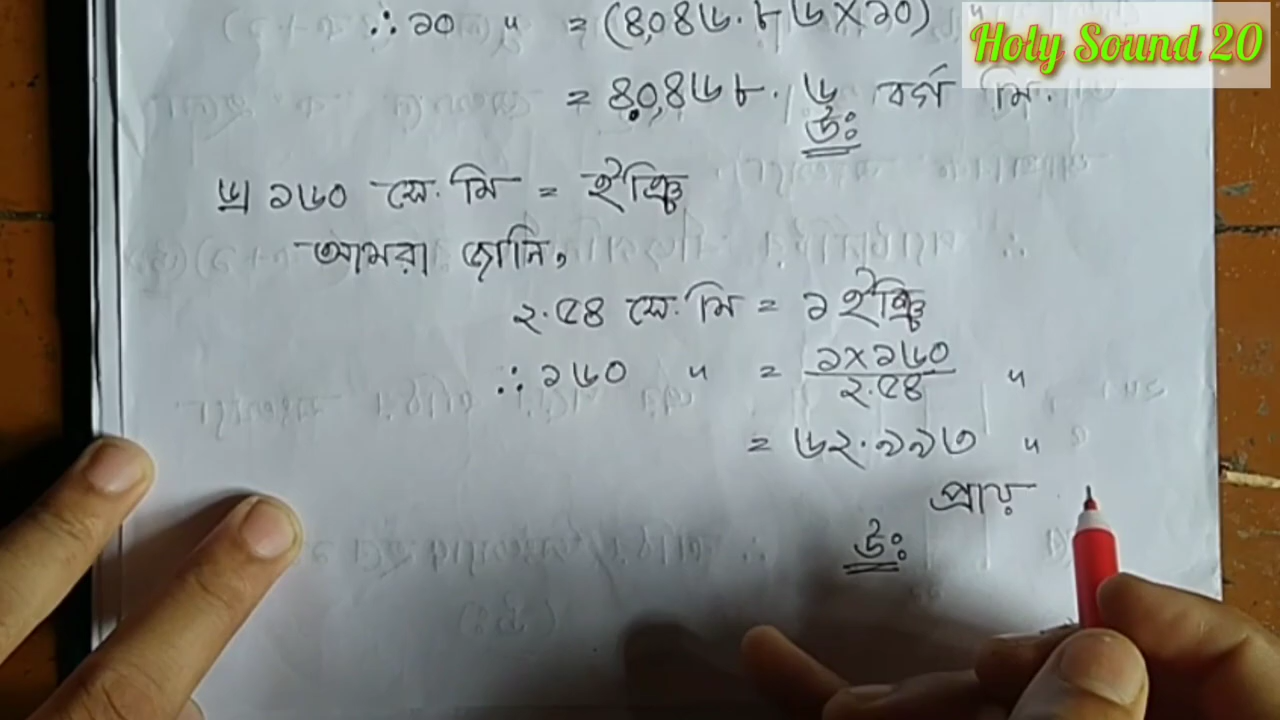 ∴ ১০ " = (৪,০৪৬.৮৬×১০) "
Holy Sound 20
= ৪০,৪৬৮.৬ বর্গ মি.
উঃ
১৬০ সে.মি = ইঞ্চি
আমরা জানি,
২.৫৪ সে.মি = ১ ইঞ্চি
∴ ১৬০ " = ১×১৬০ "
২.৫৪
= ৬২.৯৯৩ "
প্রায়
উঃ